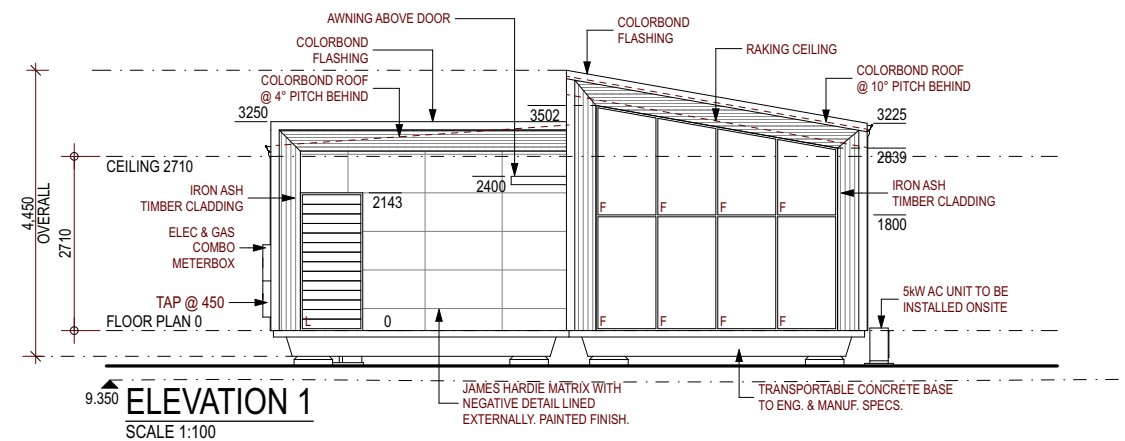 AWNING ABOVE DOOR
COLORBOND
FLASHING
COLORBOND
FLASHING
RAKING CEILING
COLORBOND ROOF
@ 4° PITCH BEHIND
COLORBOND ROOF
@ 10° PITCH BEHIND
3250
3502
3225
CEILING 2710
2839
2400
IRON ASH
TIMBER CLADDING
2143
IRON ASH
TIMBER CLADDING
4,450
OVERALL
2710
F
F
F
F
1800
ELEC & GAS
COMBO
METERBOX
TAP @ 450
5kW AC UNIT TO BE
INSTALLED ONSITE
FLOOR PLAN 0
L
0
F
F
F
F
9.350
ELEVATION 1
SCALE 1:100
JAMES HARDIE MATRIX WITH
NEGATIVE DETAIL LINED
EXTERNALLY. PAINTED FINISH.
TRANSPORTABLE CONCRETE BASE
TO ENG. & MANUF. SPECS.